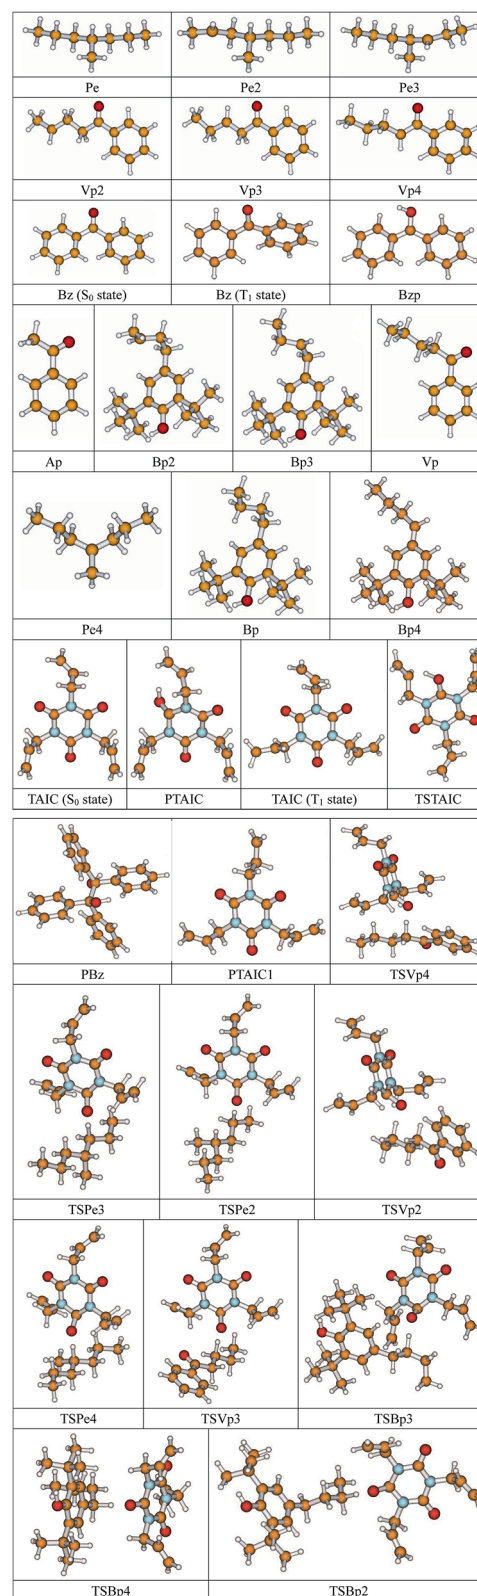 Pe Pe2 Pe3
Vp2 Vp3 Vp4
Bz (S₀ state) Bz (T₁ state) Bzp
Ap Bp2 Bp3 Vp
Pe4 Bp Bp4
TAIC (S₀ state) PTAIC TAIC (T₁ state) TSTAIC
PBz PTAIC1 TSVp4
TSPe3 TSPe2 TSVp2
TSPe4 TSVp3 TSBp3
TSBp4 TSBp2